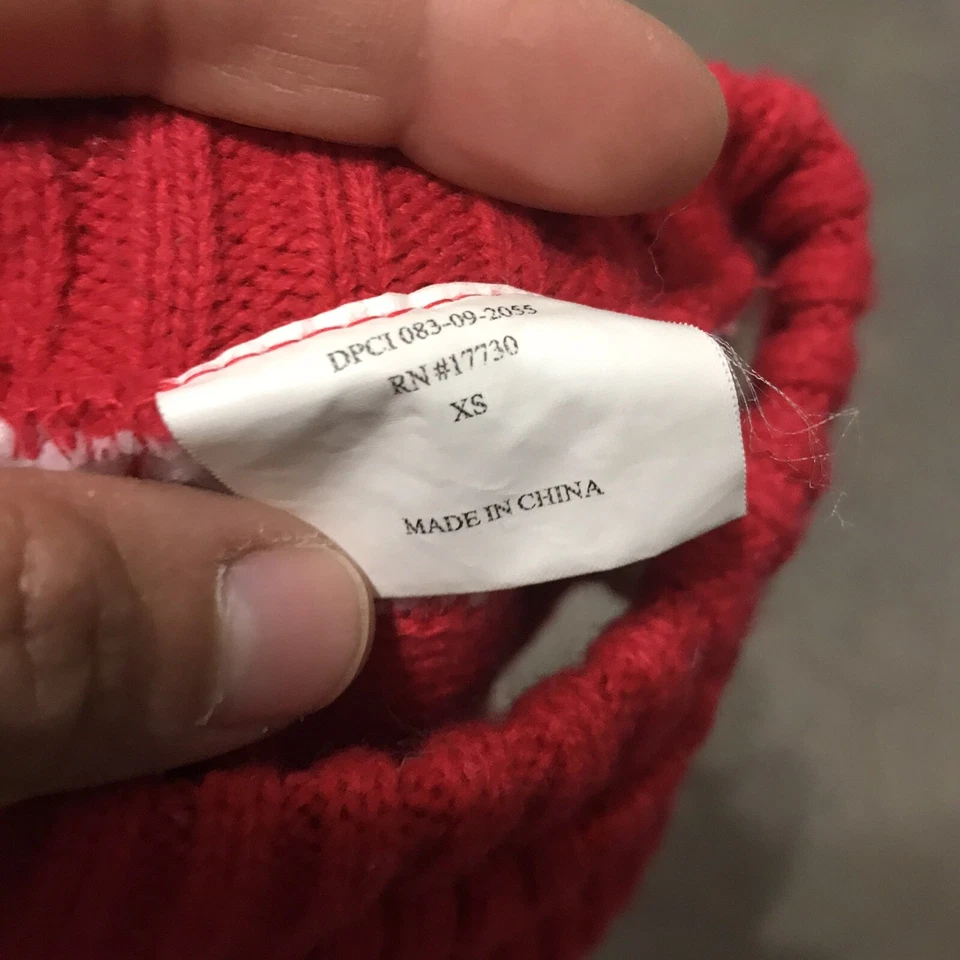 DPCI 083-09-2055
RN #17730
XS
MADE IN CHINA